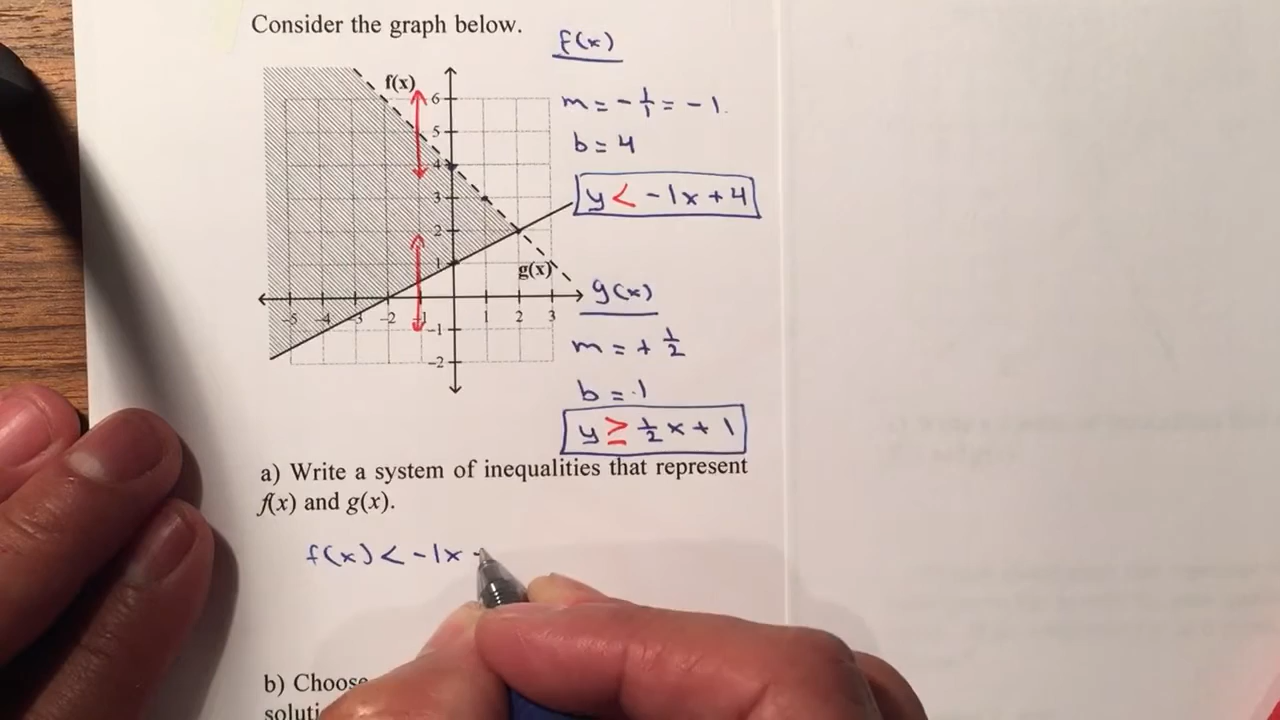 Consider the graph below.
f(x)
f(x)
m = - 1/1 = -1.
b = 4
y < -1x + 4
6
5
4
3
2
1
-5 -4 -3 -2 -1 1 2 3
-1
-2
g(x)
g(x)
m = + 1/2
b = 1
y ≥ 1/2 x + 1
a) Write a system of inequalities that represent
f(x) and g(x).
f(x) < -1x
b) Choose